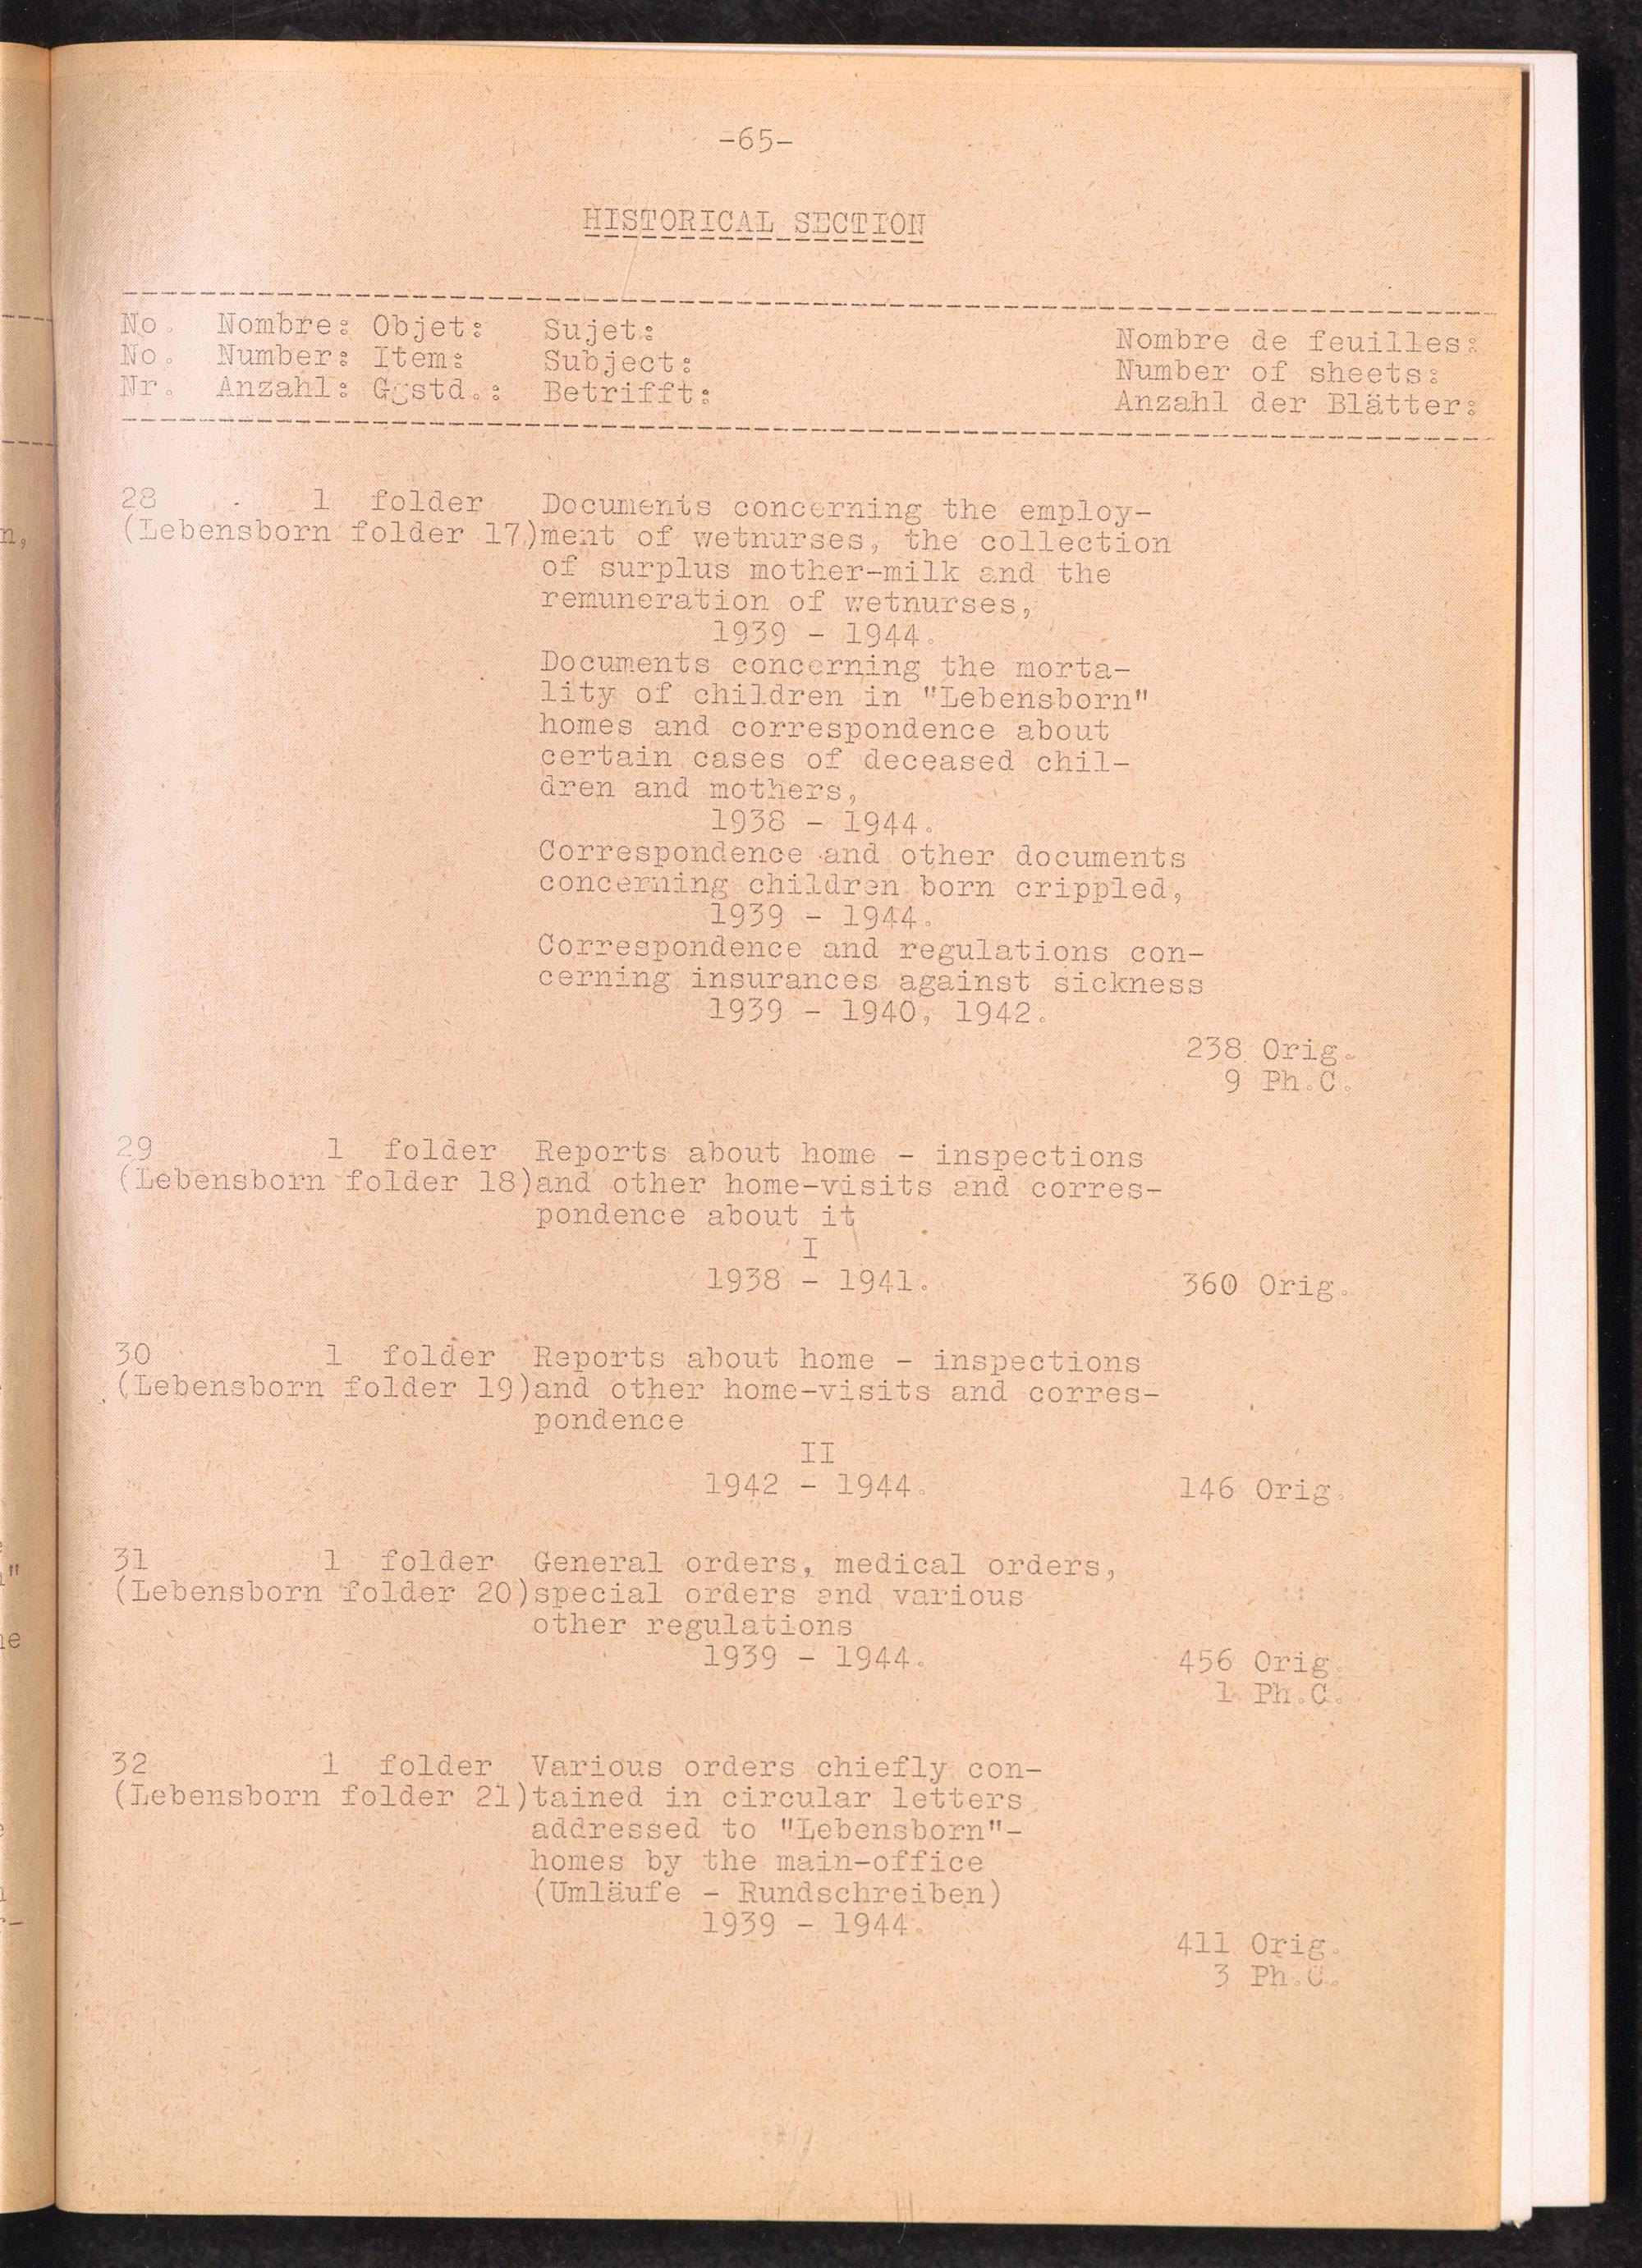 -65-
HISTORICAL SECTION
No. Nombre: Objet: Sujet: Nombre de feuilles:
No. Number: Item: Subject: Number of sheets:
Nr. Anzahl: Ggstd.: Betrifft: Anzahl der Blätter:
28 1 folder Documents concerning the employ-
(Lebensborn folder 17)ment of wetnurses, the collection
of surplus mother-milk and the
remuneration of wetnurses,
1939 - 1944.
Documents concerning the morta-
lity of children in "Lebensborn"
homes and correspondence about
certain cases of deceased chil-
dren and mothers,
1938 - 1944.
Correspondence and other documents
concerning children born crippled,
1939 - 1944.
Correspondence and regulations con-
cerning insurances against sickness
1939 - 1940, 1942.
238 Orig.
9 Ph.C.
29 1 folder Reports about home - inspections
(Lebensborn folder 18)and other home-visits and corres-
pondence about it
I
1938 - 1941. 360 Orig.
30 1 folder Reports about home - inspections
(Lebensborn folder 19)and other home-visits and corres-
pondence
II
1942 - 1944. 146 Orig.
31 1 folder General orders, medical orders,
(Lebensborn folder 20)special orders and various
other regulations
1939 - 1944. 456 Orig.
1 Ph.C.
32 1 folder Various orders chiefly con-
(Lebensborn folder 21)tained in circular letters
addressed to "Lebensborn"-
homes by the main-office
(Umläufe - Rundschreiben)
1939 - 1944.
411 Orig.
3 Ph.C.